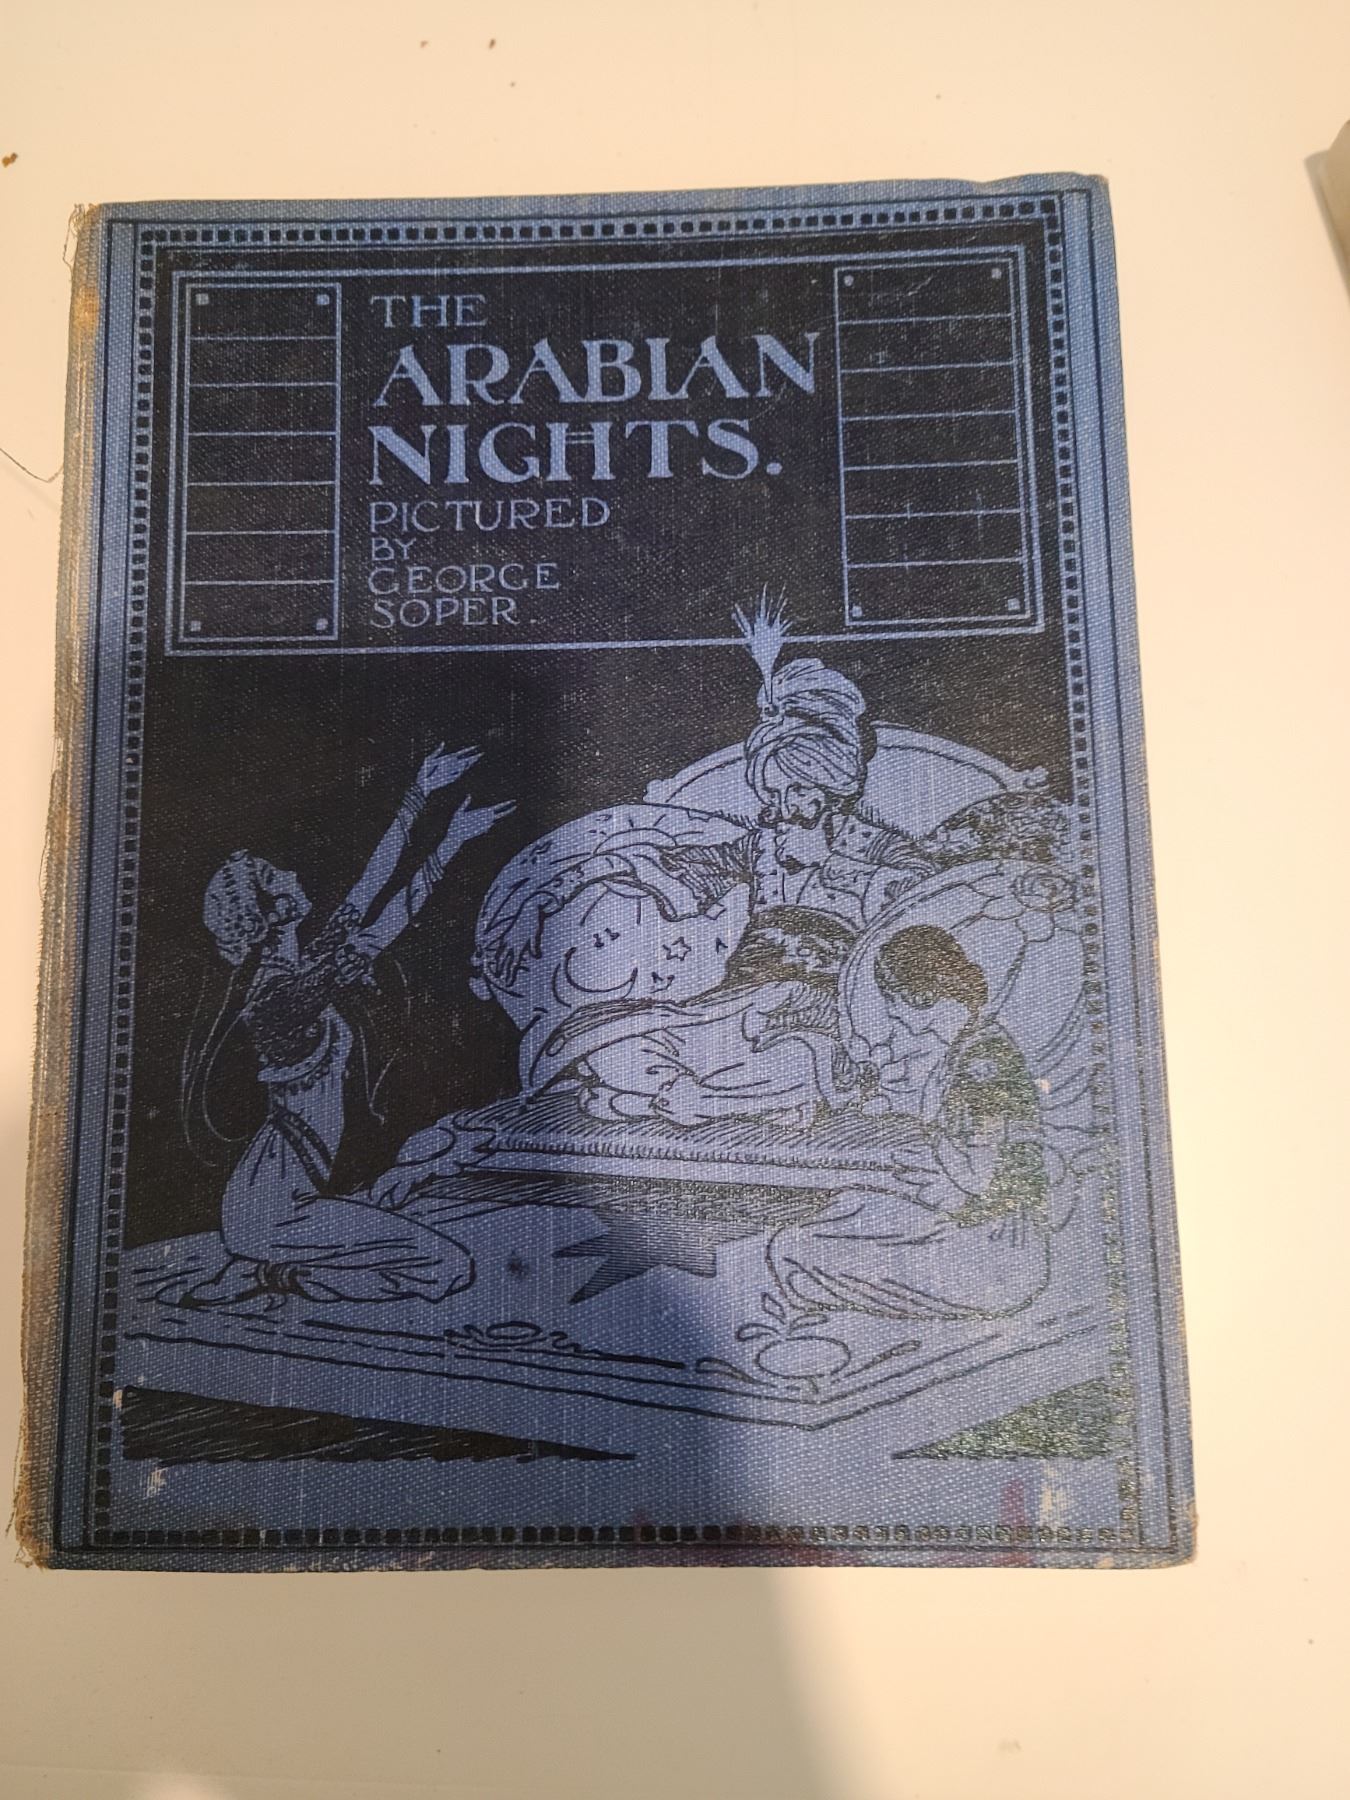 THE
ARABIAN
NIGHTS.
PICTURED
BY
GEORGE
SOPER.